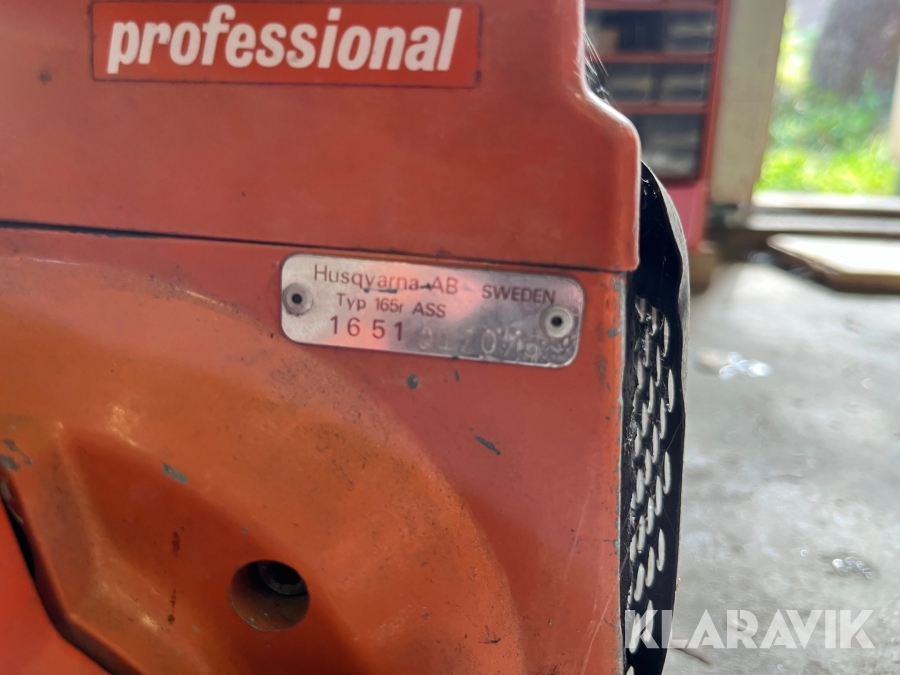 professional
Husqvarna AB SWEDEN
Typ 165r ASS
1651
KLARAVIK